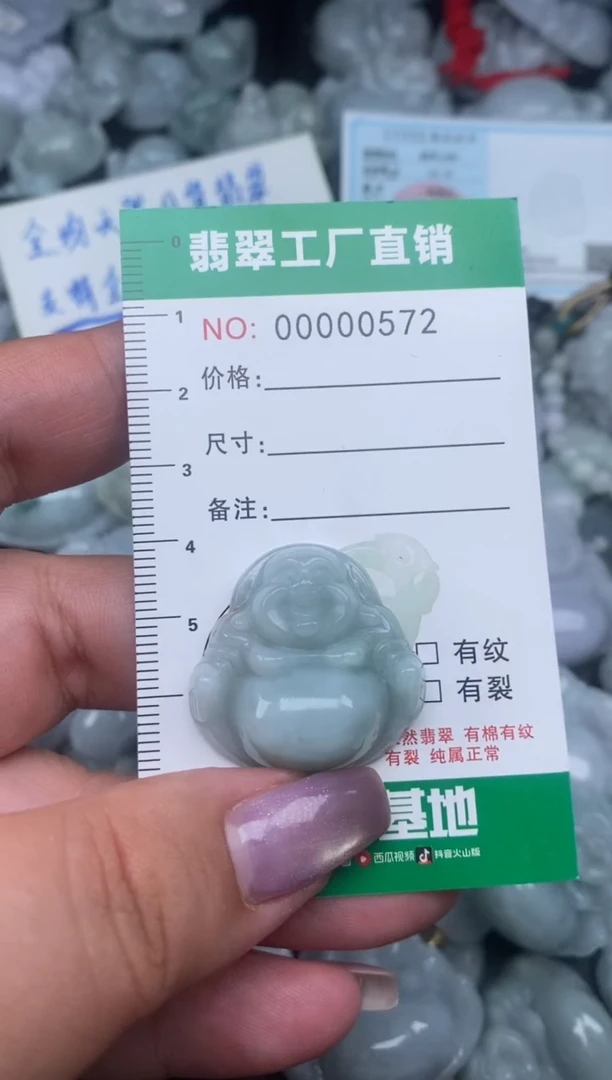 翡翠工厂直销
0
1
NO: 00000572
价格:
2
尺寸:
3
备注:
4
5
有纹
有裂
然翡翠 有棉有纹
有裂 纯属正常
基地
西瓜视频 抖音火山版